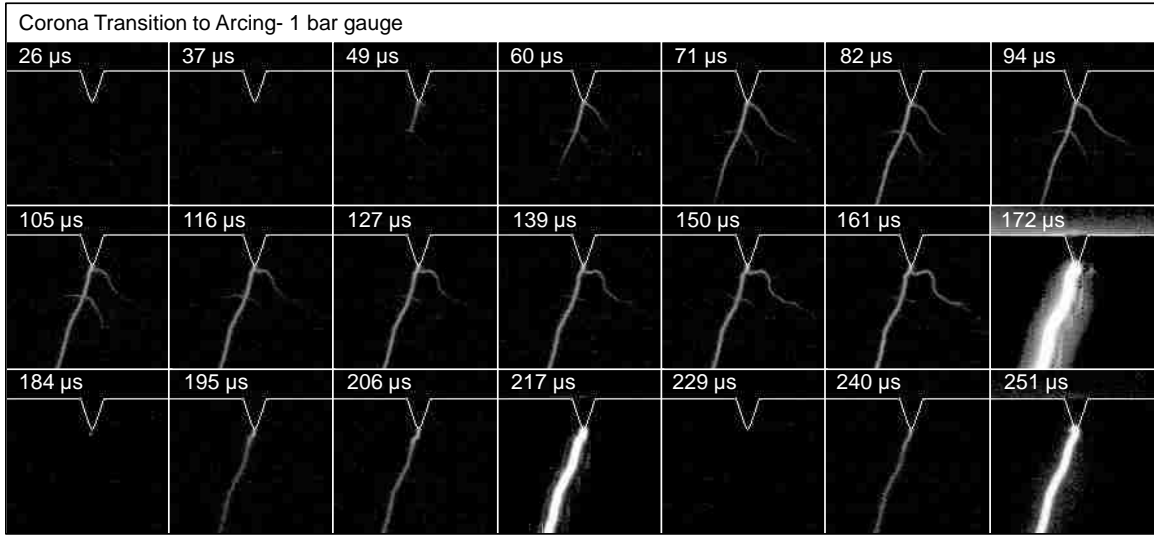 Corona Transition to Arcing- 1 bar gauge
26 µs 37 µs 49 µs 60 µs 71 µs 82 µs 94 µs
105 µs 116 µs 127 µs 139 µs 150 µs 161 µs 172 µs
184 µs 195 µs 206 µs 217 µs 229 µs 240 µs 251 µs